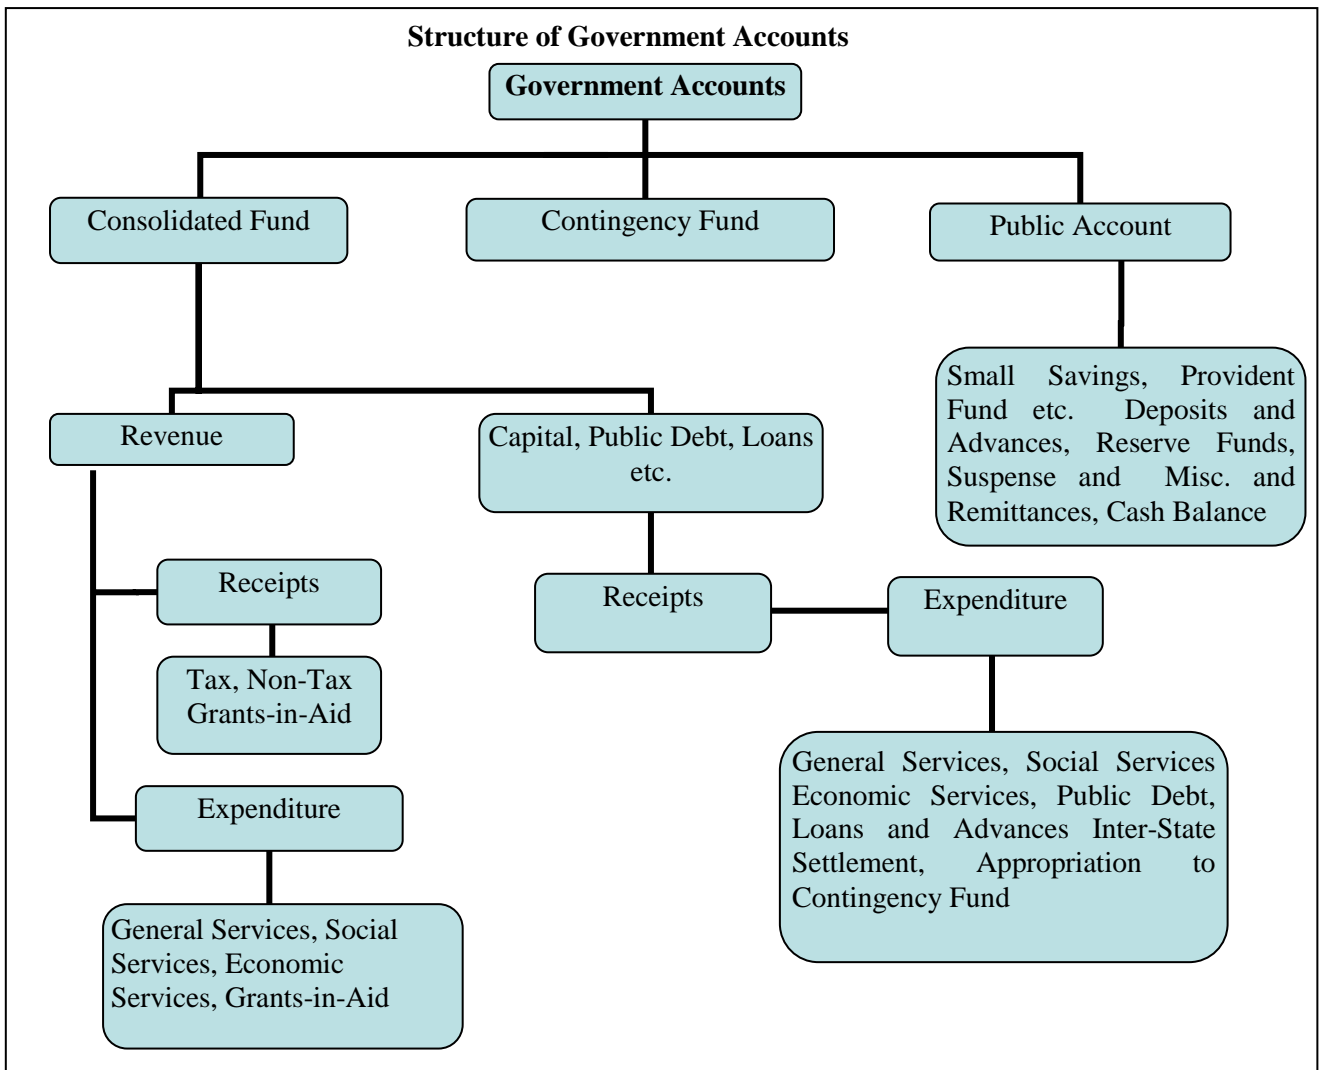 Structure of Government Accounts
Government Accounts
Consolidated Fund
Contingency Fund
Public Account
Small Savings, Provident
Fund etc. Deposits and
Advances, Reserve Funds,
Suspense and Misc. and
Remittances, Cash Balance
Revenue
Capital, Public Debt, Loans
etc.
Receipts
Tax, Non-Tax
Grants-in-Aid
Receipts
Expenditure
Expenditure
General Services, Social
Services, Economic
Services, Grants-in-Aid
General Services, Social Services
Economic Services, Public Debt,
Loans and Advances Inter-State
Settlement, Appropriation to
Contingency Fund